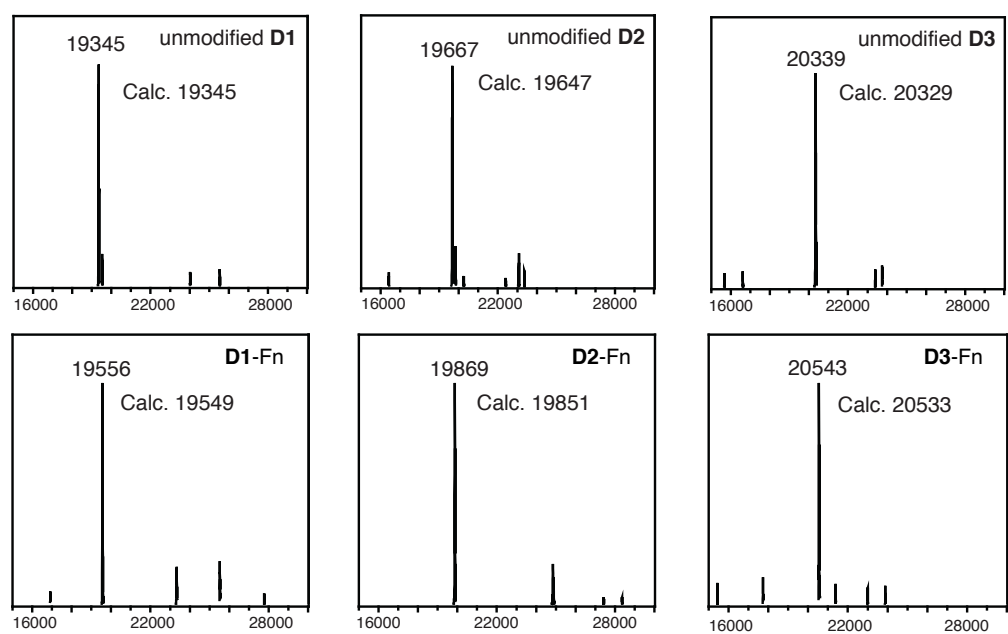 unmodified D1
19345
Calc. 19345
16000 22000 28000
unmodified D2
19667
Calc. 19647
16000 22000 28000
unmodified D3
20339
Calc. 20329
16000 22000 28000
D1-Fn
19556
Calc. 19549
16000 22000 28000
D2-Fn
19869
Calc. 19851
16000 22000 28000
D3-Fn
20543
Calc. 20533
16000 22000 28000